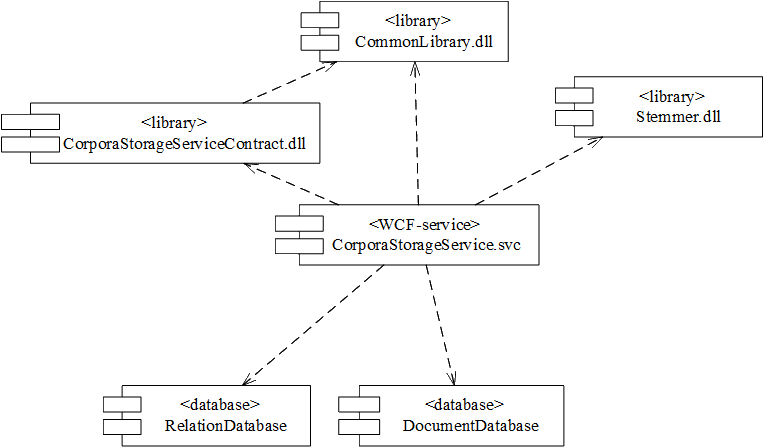 <library>
CommonLibrary.dll
<library>
Stemmer.dll
<library>
CorporaStorageServiceContract.dll
<WCF-service>
CorporaStorageService.svc
<database>
RelationDatabase
<database>
DocumentDatabase